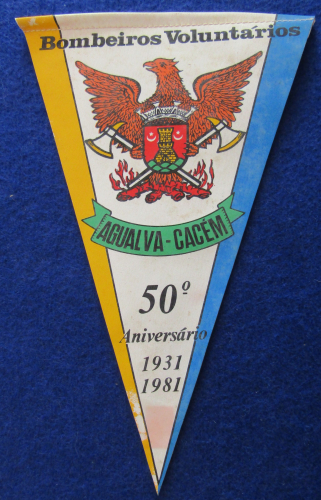 Bombeiros Voluntários
AGUALVA-CACÉM
50º
Aniversário
1931
1981